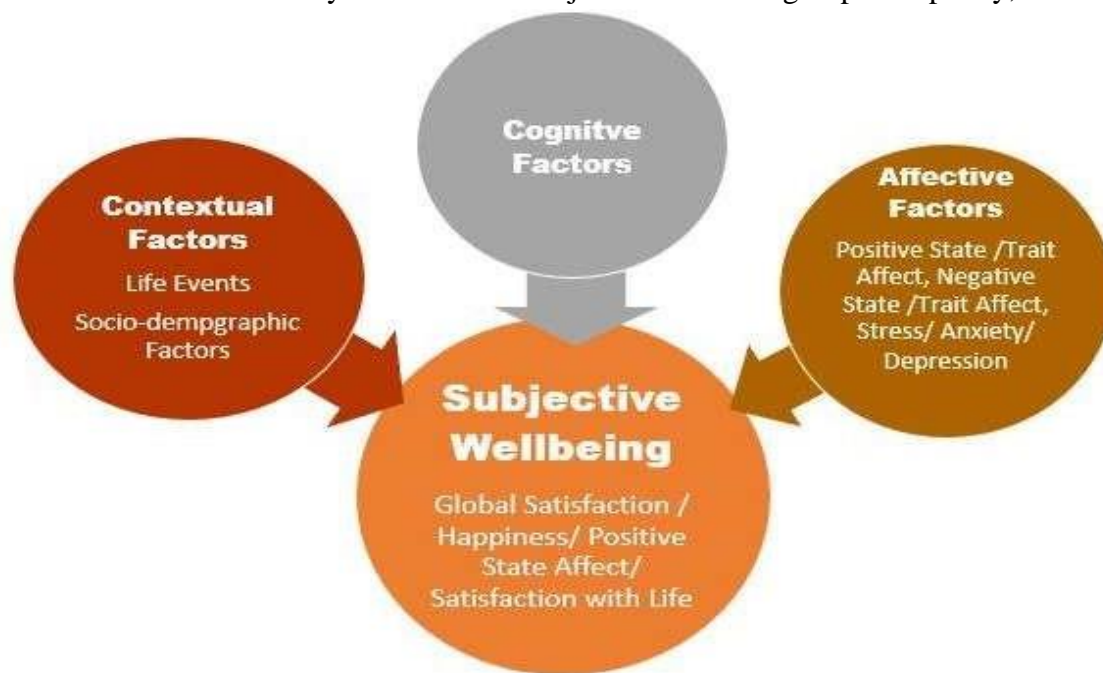 Cognitve
Factors
Contextual
Factors
Life Events
Socio-dempgraphic
Factors
Affective
Factors
Positive State /Trait
Affect, Negative
State /Trait Affect,
Stress/ Anxiety/
Depression
Subjective
Wellbeing
Global Satisfaction /
Happiness/ Positive
State Affect/
Satisfaction with Life